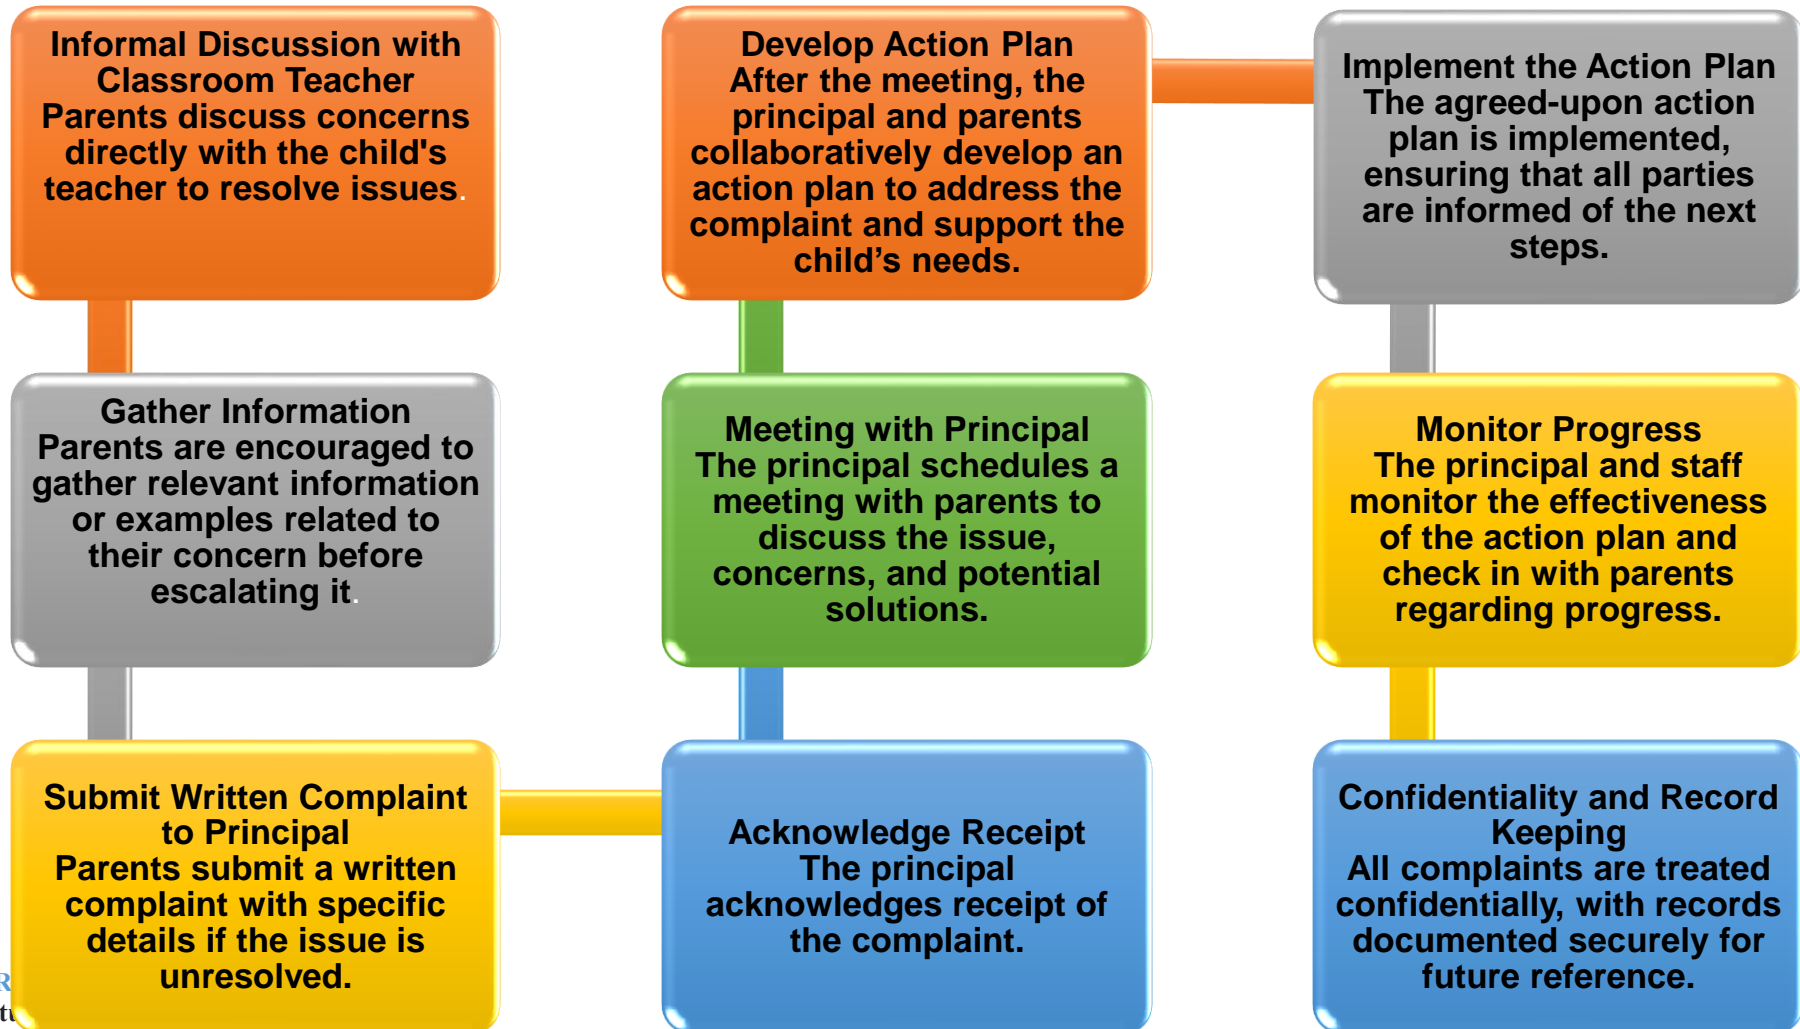 Informal Discussion with
Classroom Teacher
Parents discuss concerns
directly with the child's
teacher to resolve issues.
Gather Information
Parents are encouraged to
gather relevant information
or examples related to
their concern before
escalating it.
Submit Written Complaint
to Principal
Parents submit a written
complaint with specific
details if the issue is
unresolved.
Acknowledge Receipt
The principal
acknowledges receipt of
the complaint.
Meeting with Principal
The principal schedules a
meeting with parents to
discuss the issue,
concerns, and potential
solutions.
Develop Action Plan
After the meeting, the
principal and parents
collaboratively develop an
action plan to address the
complaint and support the
child’s needs.
Implement the Action Plan
The agreed-upon action
plan is implemented,
ensuring that all parties
are informed of the next
steps.
Monitor Progress
The principal and staff
monitor the effectiveness
of the action plan and
check in with parents
regarding progress.
Confidentiality and Record
Keeping
All complaints are treated
confidentially, with records
documented securely for
future reference.